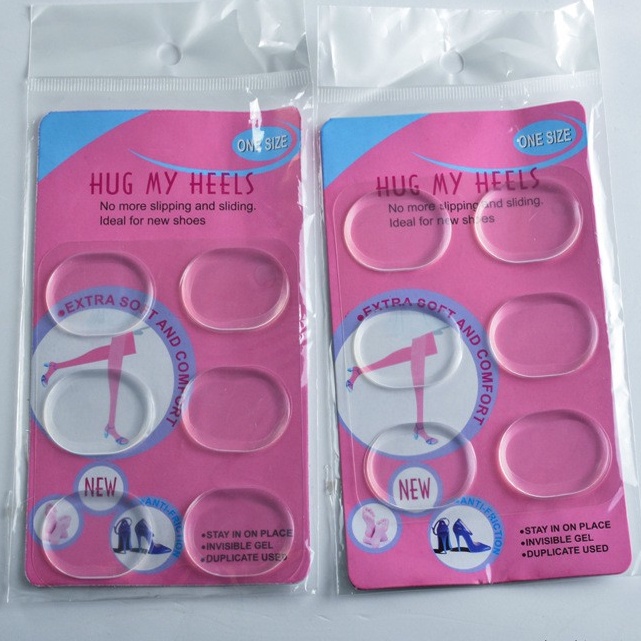 ONE SIZE
HUG MY HEELS
No more slipping and sliding.
Ideal for new shoes
•EXTRA SOFT AND COMFORT
NEW
ANTI-FRICTION
•STAY IN ON PLACE
•INVISIBLE GEL
•DUPLICATE USED
ONE SIZE
HUG MY HEELS
No more slipping and sliding.
Ideal for new shoes
•EXTRA SOFT AND COMFORT
NEW
ANTI-FRICTION
•STAY IN ON PLACE
•INVISIBLE GEL
•DUPLICATE USED